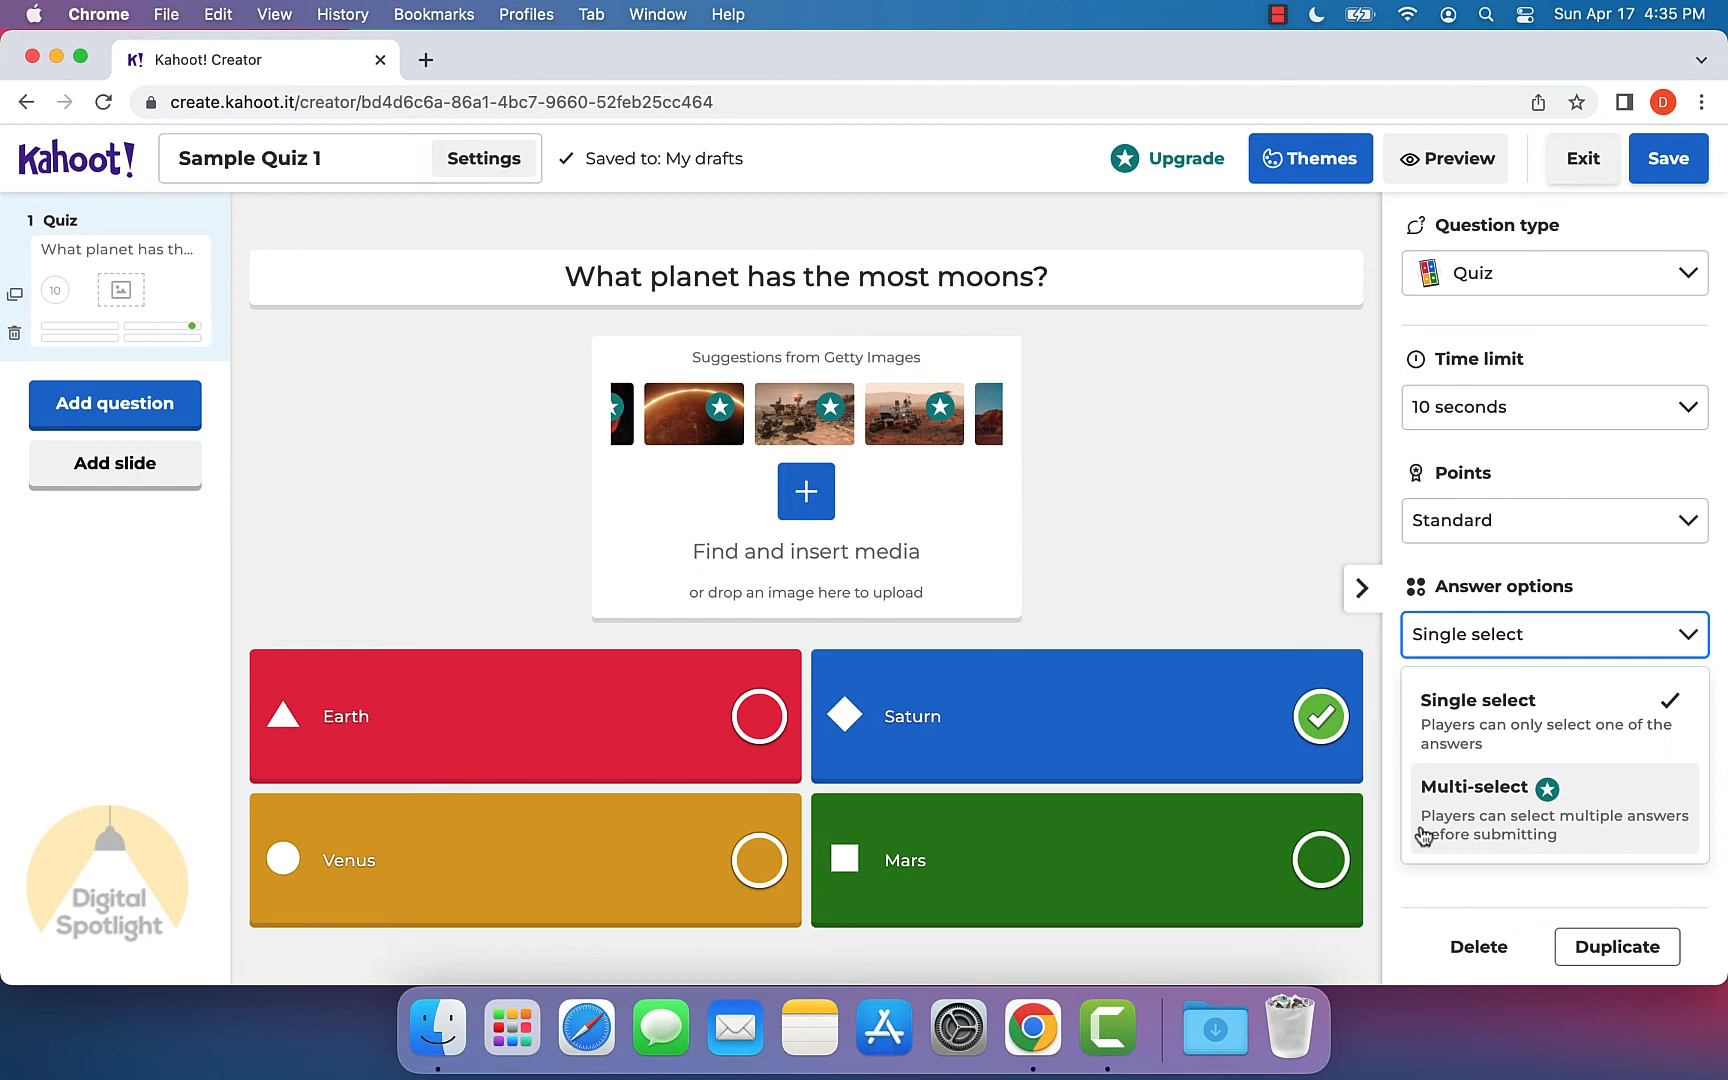 Chrome File Edit View History Bookmarks Profiles Tab Window Help Sun Apr 17 4:35 PM
K! Kahoot! Creator
create.kahoot.it/creator/bd4d6c6a-86a1-4bc7-9660-52feb25cc464
D
Kahoot! Sample Quiz 1 Settings Saved to: My drafts Upgrade Themes Preview Exit Save
1 Quiz
What planet has th...
10
Add question
Add slide
Digital
Spotlight
What planet has the most moons?
Suggestions from Getty Images
Find and insert media
or drop an image here to upload
Earth
Saturn
Venus
Mars
Question type
Quiz
Time limit
10 seconds
Points
Standard
Answer options
Single select
Single select
Players can only select one of the
answers
Multi-select
Players can select multiple answers
before submitting
Delete Duplicate